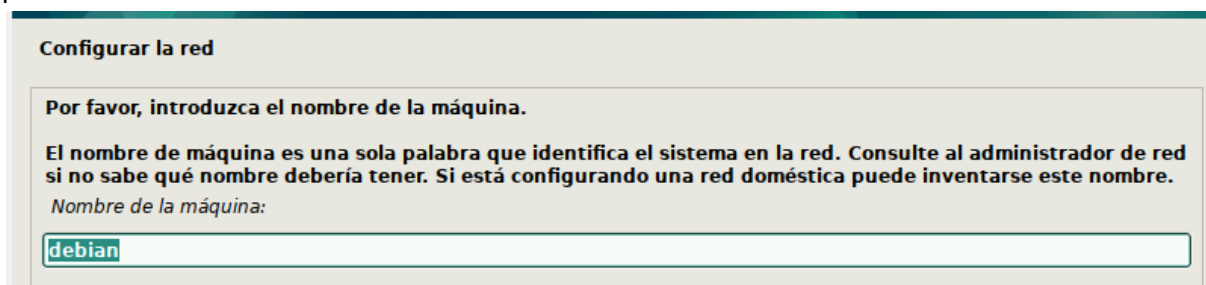 Configurar la red
Por favor, introduzca el nombre de la máquina.
El nombre de máquina es una sola palabra que identifica el sistema en la red. Consulte al administrador de red
si no sabe qué nombre debería tener. Si está configurando una red doméstica puede inventarse este nombre.
Nombre de la máquina:
debian